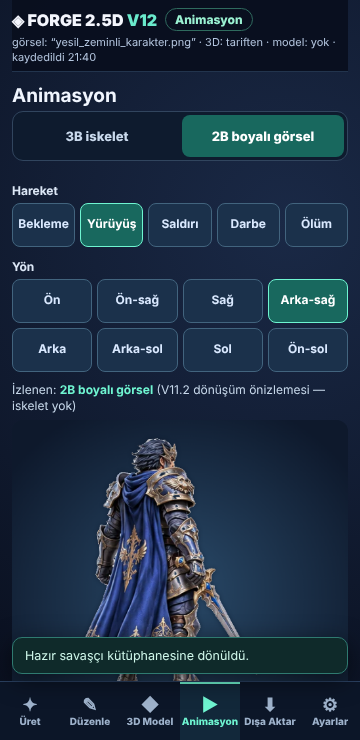 ◈ FORGE 2.5D V12 Animasyon
görsel: “yesil_zeminli_karakter.png” · 3D: tariften · model: yok ·
kaydedildi 21:40
Animasyon
3B iskelet 2B boyalı görsel
Hareket
Bekleme Yürüyüş Saldırı Darbe Ölüm
Yön
Ön Ön-sağ Sağ Arka-sağ
Arka Arka-sol Sol Ön-sol
İzlenen: 2B boyalı görsel (V11.2 dönüşüm önizlemesi —
iskelet yok)
Hazır savaşçı kütüphanesine dönüldü.
Üret Düzenle 3D Model Animasyon Dışa Aktar Ayarlar